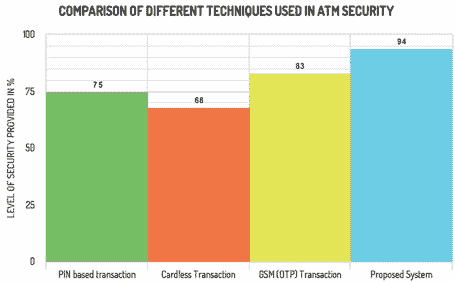 COMPARISON OF DIFFERENT TECHNIQUES USED IN ATM SECURITY
LEVEL OF SECURITY PROVIDED IN %
100
75
50
25
0
75
68
83
94
PIN based transaction
Cardless Transaction
GSM (OTP) Transaction
Proposed System